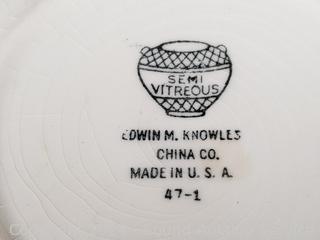 SEMI
VITREOUS
EDWIN M. KNOWLES
CHINA CO.
MADE IN U. S. A.
47-1